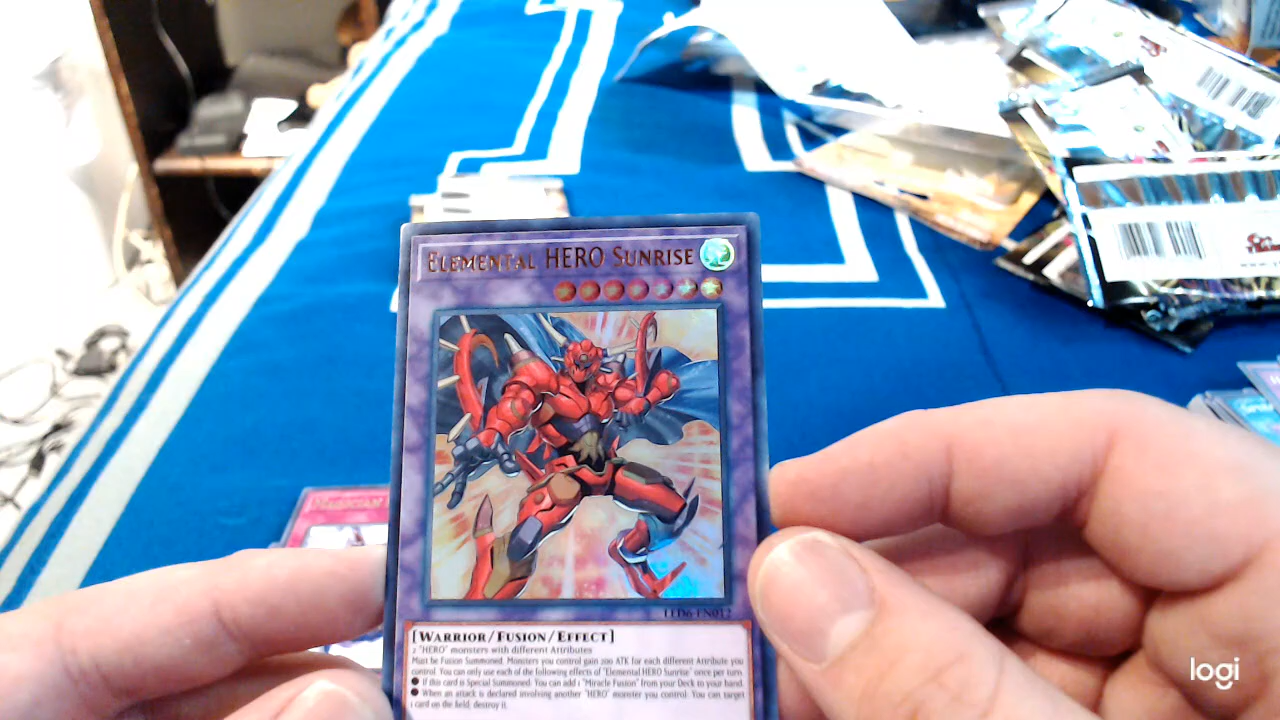 Elemental HERO Sunrise
LED6-EN012
[Warrior/Fusion/Effect]
2 "HERO" monsters with different Attributes
Must be Fusion Summoned. Monsters you control gain 200 ATK for each different Attribute you
control. You can only use each of the following effects of "Elemental HERO Sunrise" once per turn.
● If this card is Special Summoned: You can add 1 "Miracle Fusion" from your Deck to your hand.
● When an attack is declared involving another "HERO" monster you control: You can target
1 card on the field; destroy it.
logi